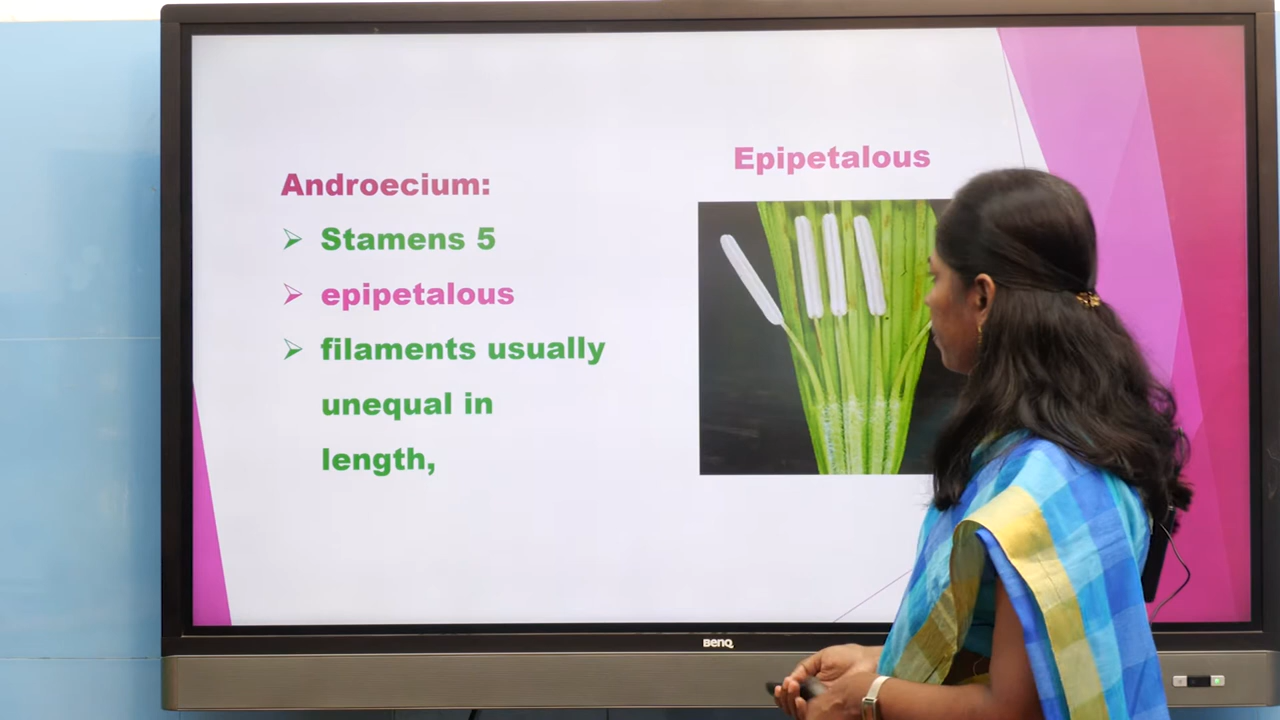 Androecium:
Stamens 5
epipetalous
filaments usually
unequal in
length,
Epipetalous
BenQ